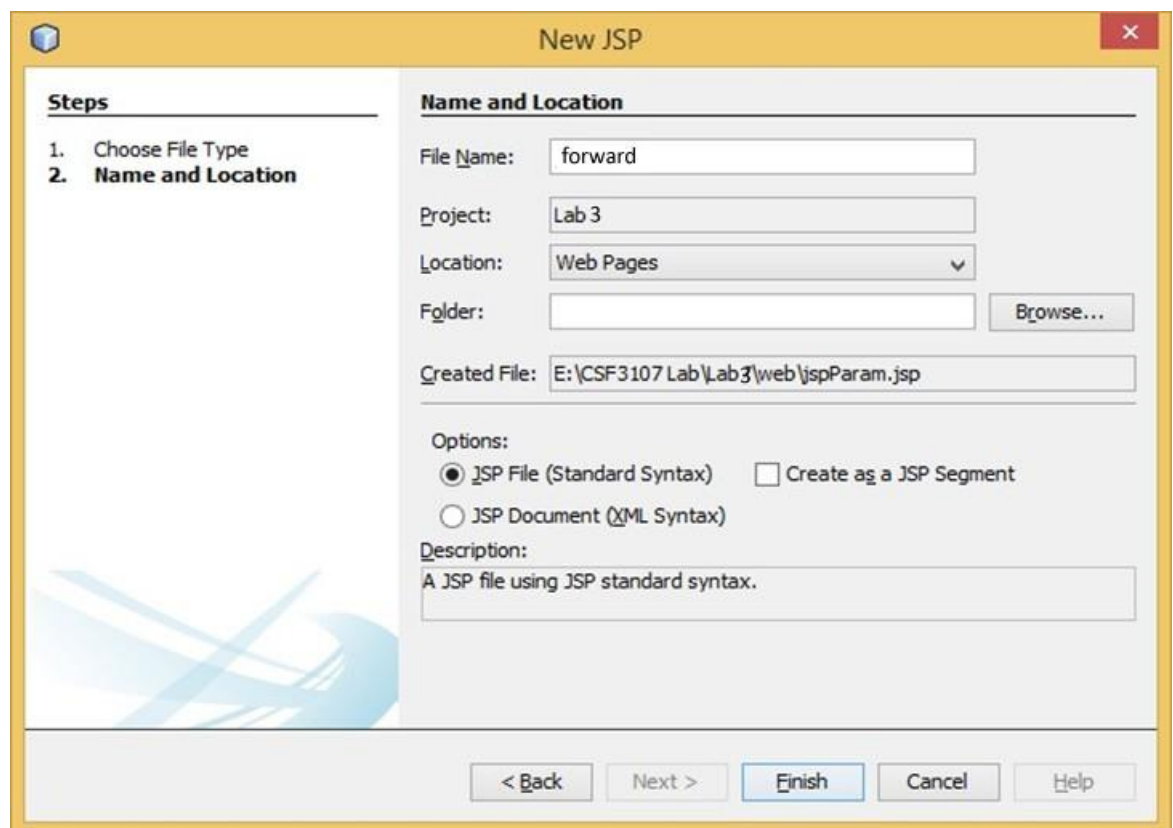 New JSP
Steps
1. Choose File Type
2. Name and Location
Name and Location
File Name: forward
Project: Lab 3
Location: Web Pages
Folder: Browse...
Created File: E:\CSF3107 Lab\Lab3\web\jspParam.jsp
Options:
JSP File (Standard Syntax) Create as a JSP Segment
JSP Document (XML Syntax)
Description:
A JSP file using JSP standard syntax.
< Back Next > Finish Cancel Help